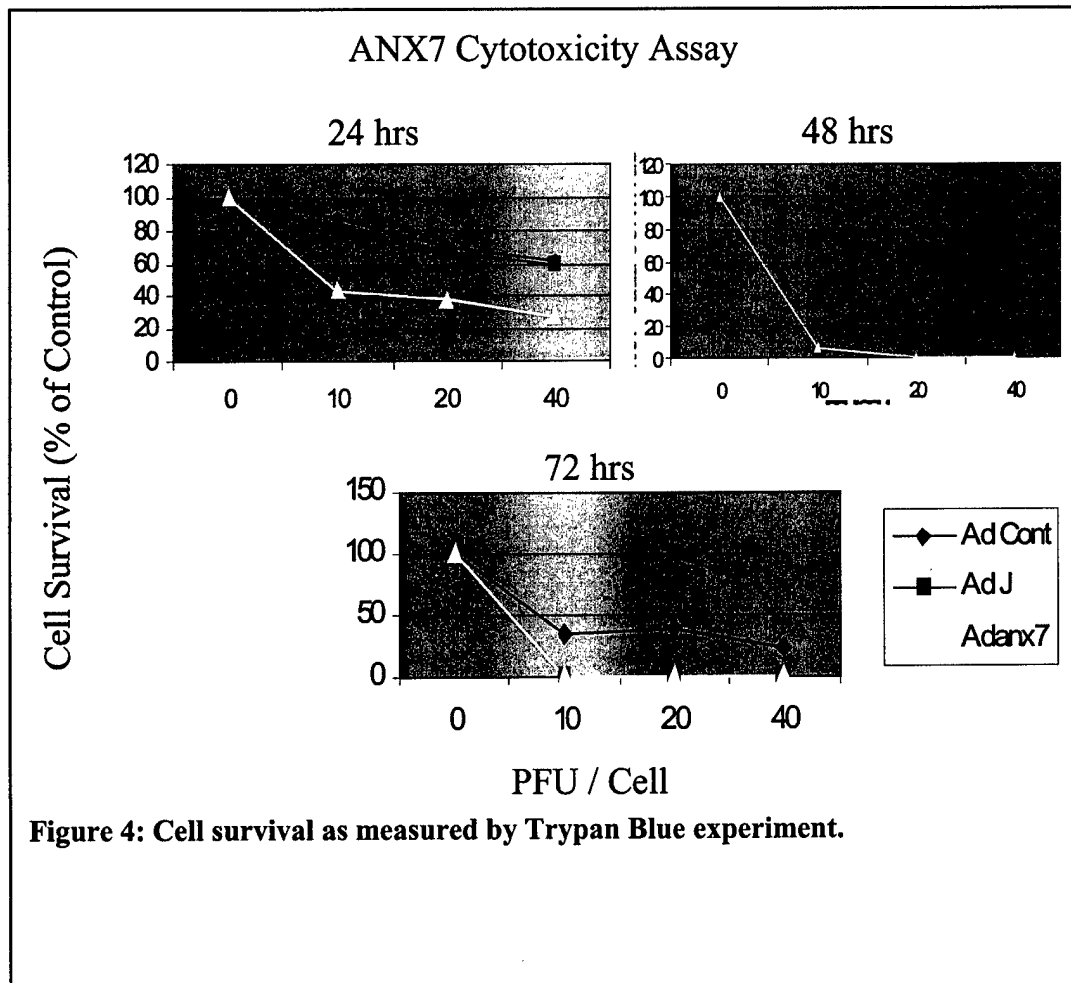 ANX7 Cytotoxicity Assay
24 hrs
120
100
80
60
40
20
0
0 10 20 40
48 hrs
120
100
80
60
40
20
0
0 10 20 40
72 hrs
150
100
50
0
0 10 20 40
Cell Survival (% of Control)
PFU / Cell
Ad Cont
Ad J
Adanx7
Figure 4: Cell survival as measured by Trypan Blue experiment.